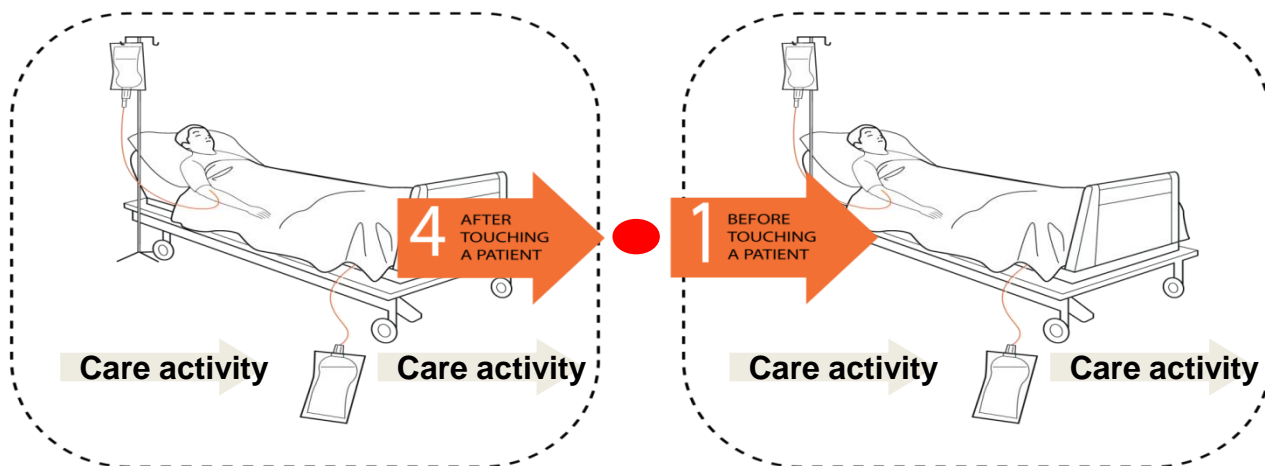 4
AFTER
TOUCHING
A PATIENT
1
BEFORE
TOUCHING
A PATIENT
Care activity
Care activity
Care activity
Care activity